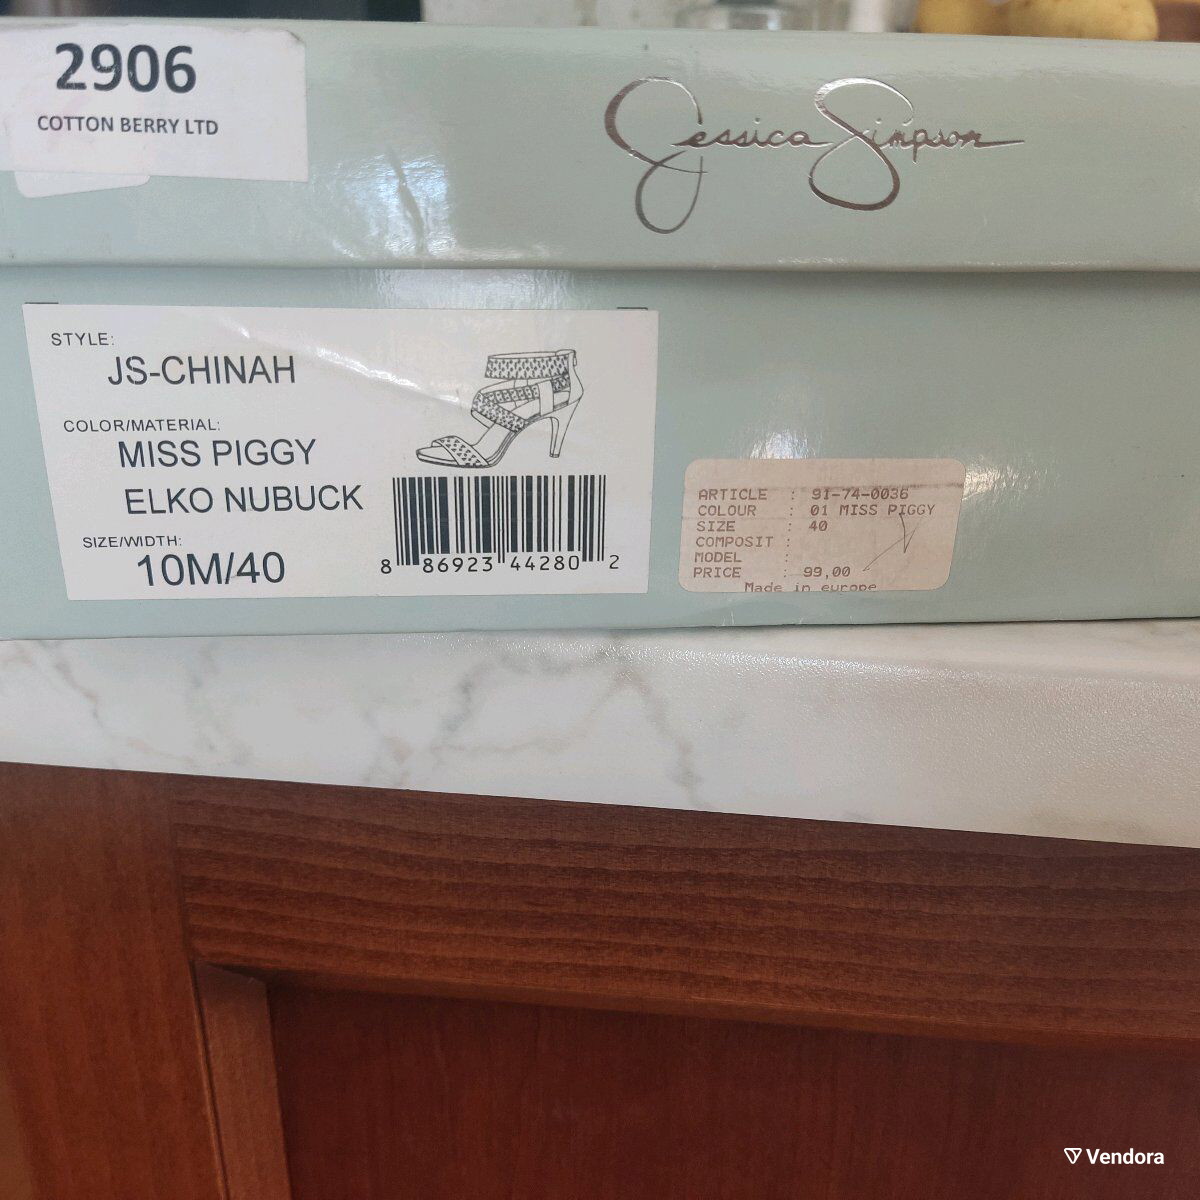 2906
COTTON BERRY LTD
Jessica Simpson
STYLE:
JS-CHINAH
COLOR/MATERIAL:
MISS PIGGY
ELKO NUBUCK
SIZE/WIDTH:
10M/40
8 86923 44280 2
ARTICLE : 91-74-0036
COLOUR : 01 MISS PIGGY
SIZE : 40
COMPOSIT :
MODEL :
PRICE : 99,00
Made in europe
Vendora